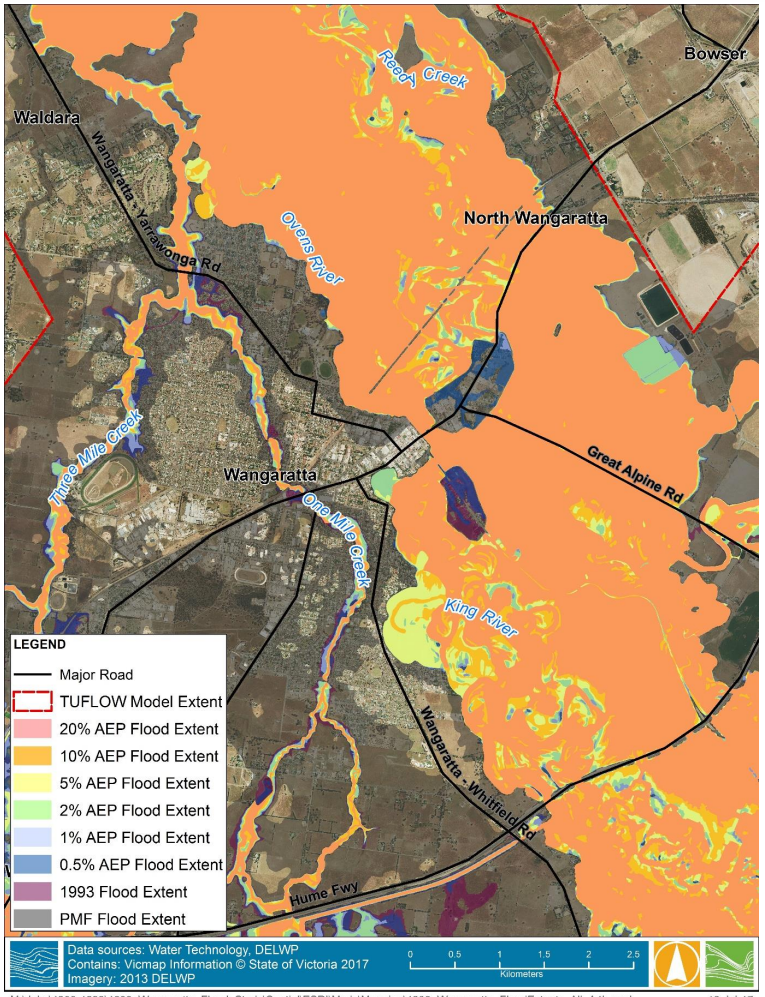 Bowser
Reedy Creek
Waldara
Wangaratta - Yarrawonga Rd
North Wangaratta
Ovens River
Three Mile Creek
Great Alpine Rd
Wangaratta
One Mile Creek
King River
LEGEND
Major Road
TUFLOW Model Extent
20% AEP Flood Extent
10% AEP Flood Extent
5% AEP Flood Extent
2% AEP Flood Extent
1% AEP Flood Extent
0.5% AEP Flood Extent
1993 Flood Extent
PMF Flood Extent
Wangaratta - Whitfield Rd
Hume Fwy
Data sources: Water Technology, DELWP
Contains: Vicmap Information © State of Victoria 2017
Imagery: 2013 DELWP
0 0.5 1 1.5 2 2.5
Kilometers